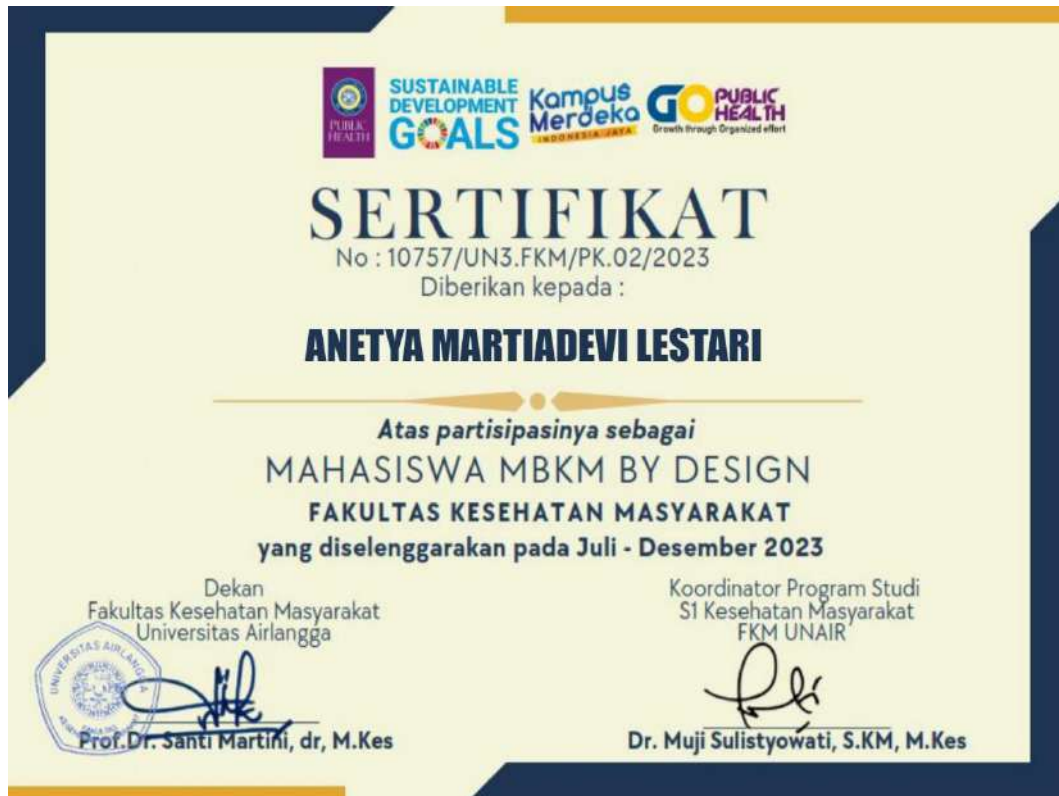 PUBLIC
HEALTH
SUSTAINABLE
DEVELOPMENT
GOALS
Kampus
Merdeka
INDONESIA JAYA
GO PUBLIC
HEALTH
Growth through Organized effort
SERTIFIKAT
No : 10757/UN3.FKM/PK.02/2023
Diberikan kepada :
ANETYA MARTIADEVI LESTARI
Atas partisipasinya sebagai
MAHASISWA MBKM BY DESIGN
FAKULTAS KESEHATAN MASYARAKAT
yang diselenggarakan pada Juli - Desember 2023
Dekan
Fakultas Kesehatan Masyarakat
Universitas Airlangga
UNIVERSITAS AIRLANGGA
Prof.Dr. Santi Martini, dr, M.Kes
Koordinator Program Studi
S1 Kesehatan Masyarakat
FKM UNAIR
Dr. Muji Sulistyowati, S.KM, M.Kes